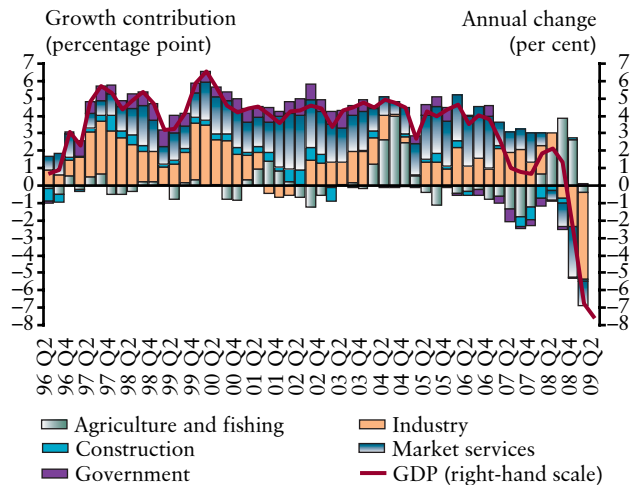 Growth contribution
(percentage point)
Annual change
(per cent)
7 7
6 6
5 5
4 4
3 3
2 2
1 1
0 0
−1 −1
−2 −2
−3 −3
−4 −4
−5 −5
−6 −6
−7 −7
−8 −8
96 Q2
96 Q4
97 Q2
97 Q4
98 Q2
98 Q4
99 Q2
99 Q4
00 Q2
00 Q4
01 Q2
01 Q4
02 Q2
02 Q4
03 Q2
03 Q4
04 Q2
04 Q4
05 Q2
05 Q4
06 Q2
06 Q4
07 Q2
07 Q4
08 Q2
08 Q4
09 Q2
Agriculture and fishing
Industry
Construction
Market services
Government
GDP (right-hand scale)